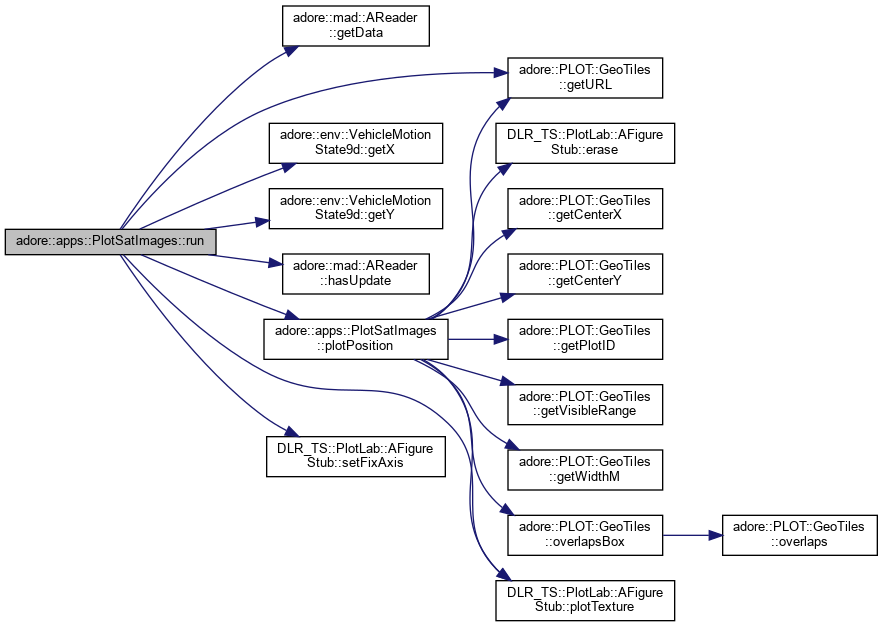 adore::mad::AReader
::getData
adore::PLOT::GeoTiles
::getURL
adore::env::VehicleMotion
State9d::getX
DLR_TS::PlotLab::AFigure
Stub::erase
adore::env::VehicleMotion
State9d::getY
adore::PLOT::GeoTiles
::getCenterX
adore::apps::PlotSatImages::run
adore::mad::AReader
::hasUpdate
adore::PLOT::GeoTiles
::getCenterY
adore::apps::PlotSatImages
::plotPosition
adore::PLOT::GeoTiles
::getPlotID
adore::PLOT::GeoTiles
::getVisibleRange
DLR_TS::PlotLab::AFigure
Stub::setFixAxis
adore::PLOT::GeoTiles
::getWidthM
adore::PLOT::GeoTiles
::overlapsBox
adore::PLOT::GeoTiles
::overlaps
DLR_TS::PlotLab::AFigure
Stub::plotTexture